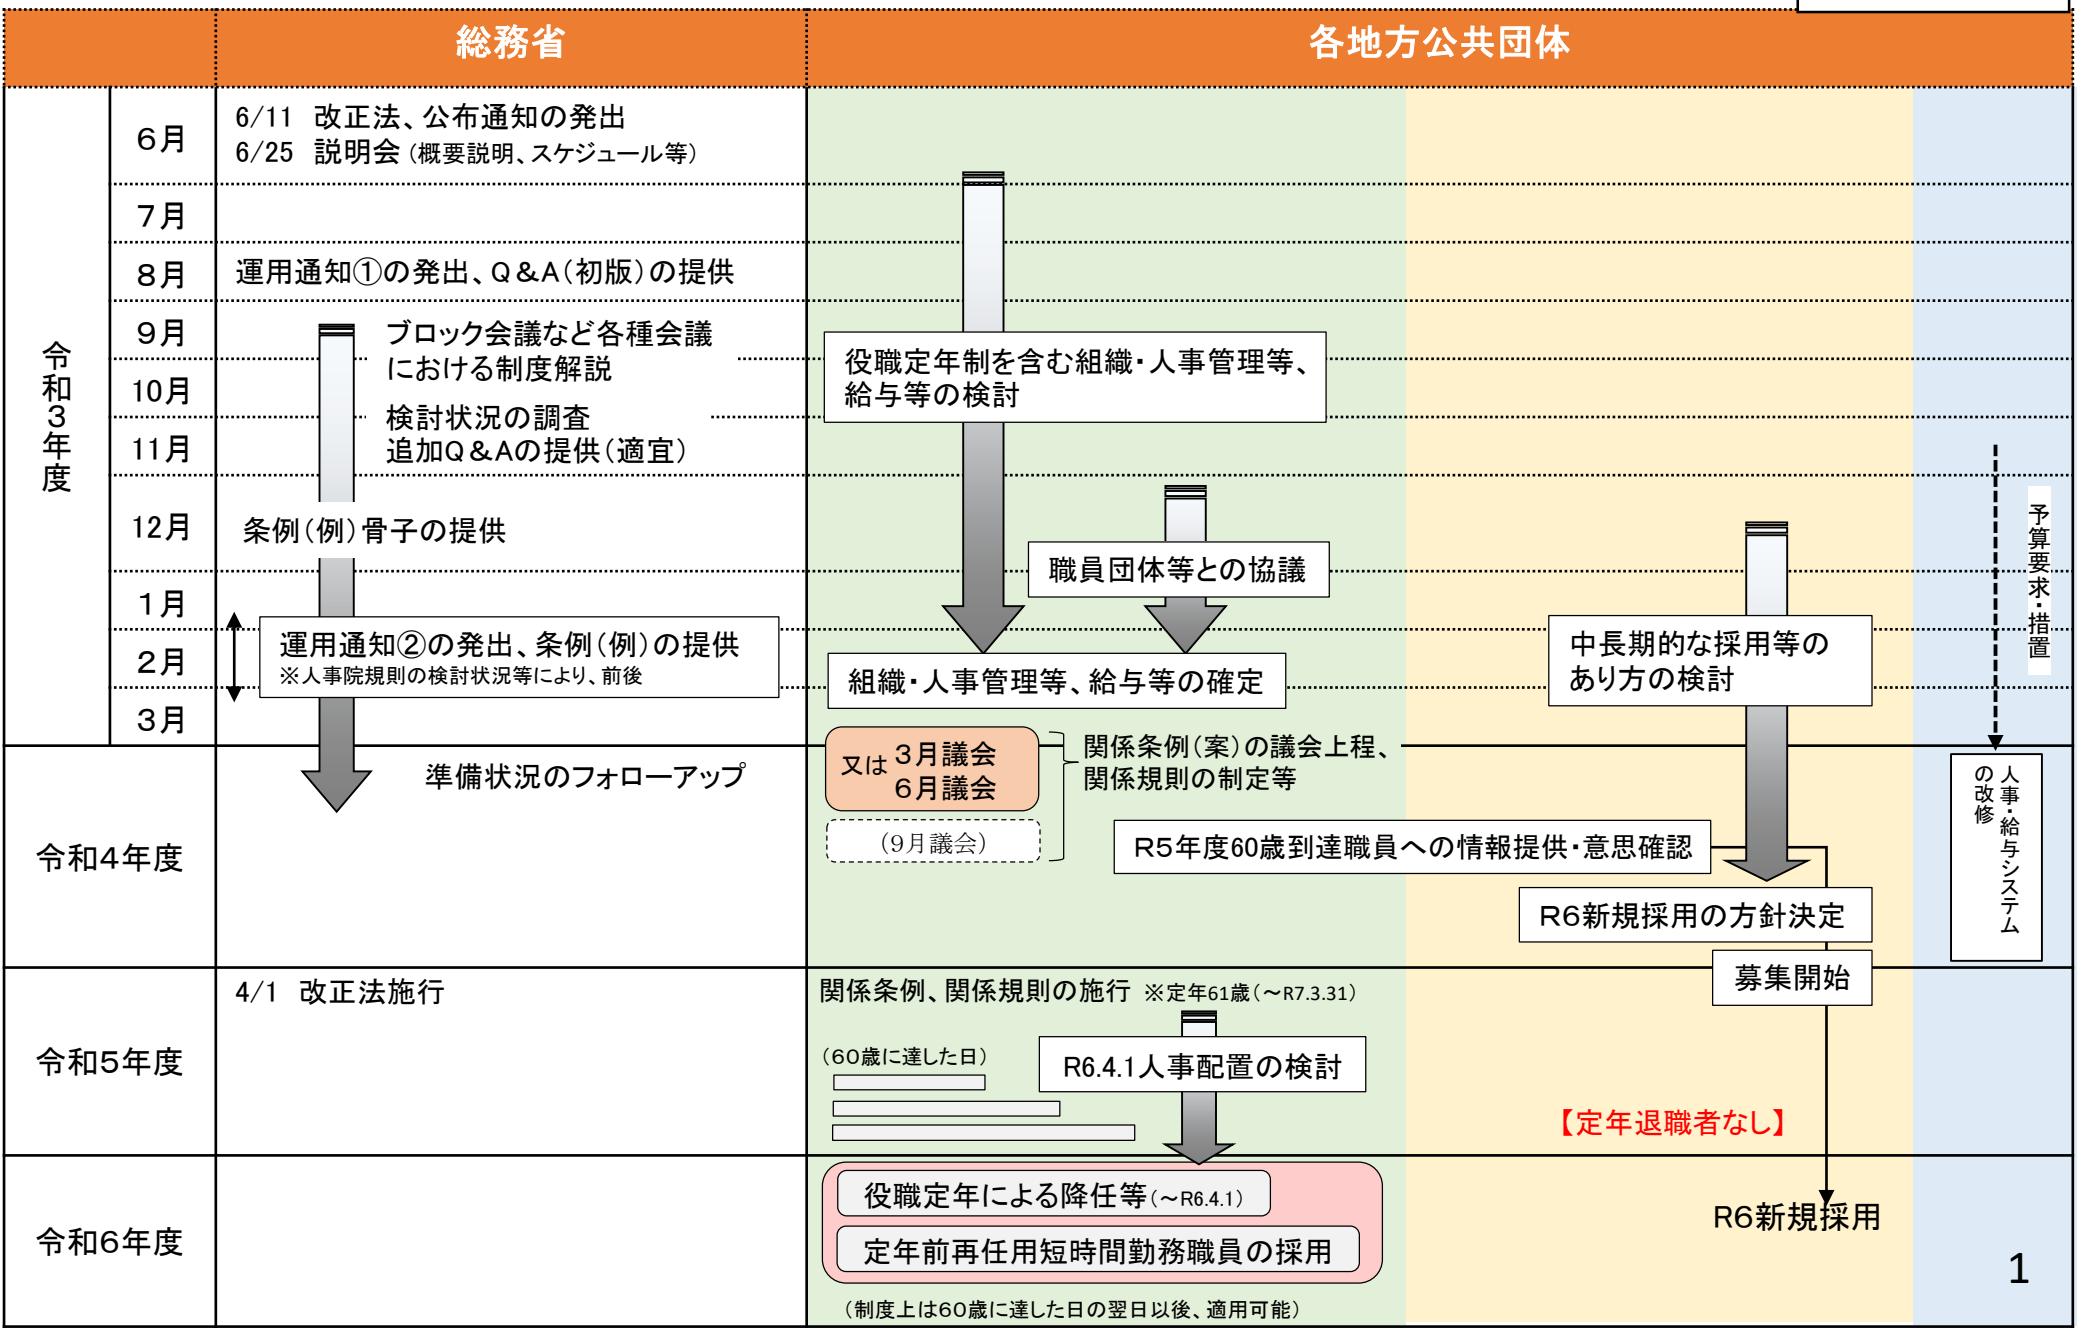 総務省
各地方公共団体
令和3年度
6月
6/11 改正法、公布通知の発出
6/25 説明会（概要説明、スケジュール等）
7月
8月
運用通知①の発出、Q&A（初版）の提供
9月
ブロック会議など各種会議
における制度解説
10月
検討状況の調査
11月
追加Q&Aの提供（適宜）
12月
条例（例）骨子の提供
1月
運用通知②の発出、条例（例）の提供
※人事院規則の検討状況等により、前後
2月
3月
役職定年制を含む組織・人事管理等、
給与等の検討
職員団体等との協議
組織・人事管理等、給与等の確定
中長期的な採用等の
あり方の検討
予算要求・措置
令和4年度
準備状況のフォローアップ
又は
3月議会
6月議会
（9月議会）
関係条例（案）の議会上程、
関係規則の制定等
R5年度60歳到達職員への情報提供・意思確認
R6新規採用の方針決定
人事・給与システム
の改修
募集開始
令和5年度
4/1 改正法施行
関係条例、関係規則の施行 ※定年61歳（～R7.3.31）
（60歳に達した日）
R6.4.1人事配置の検討
【定年退職者なし】
令和6年度
役職定年による降任等（～R6.4.1）
定年前再任用短時間勤務職員の採用
（制度上は60歳に達した日の翌日以後、適用可能）
R6新規採用
1